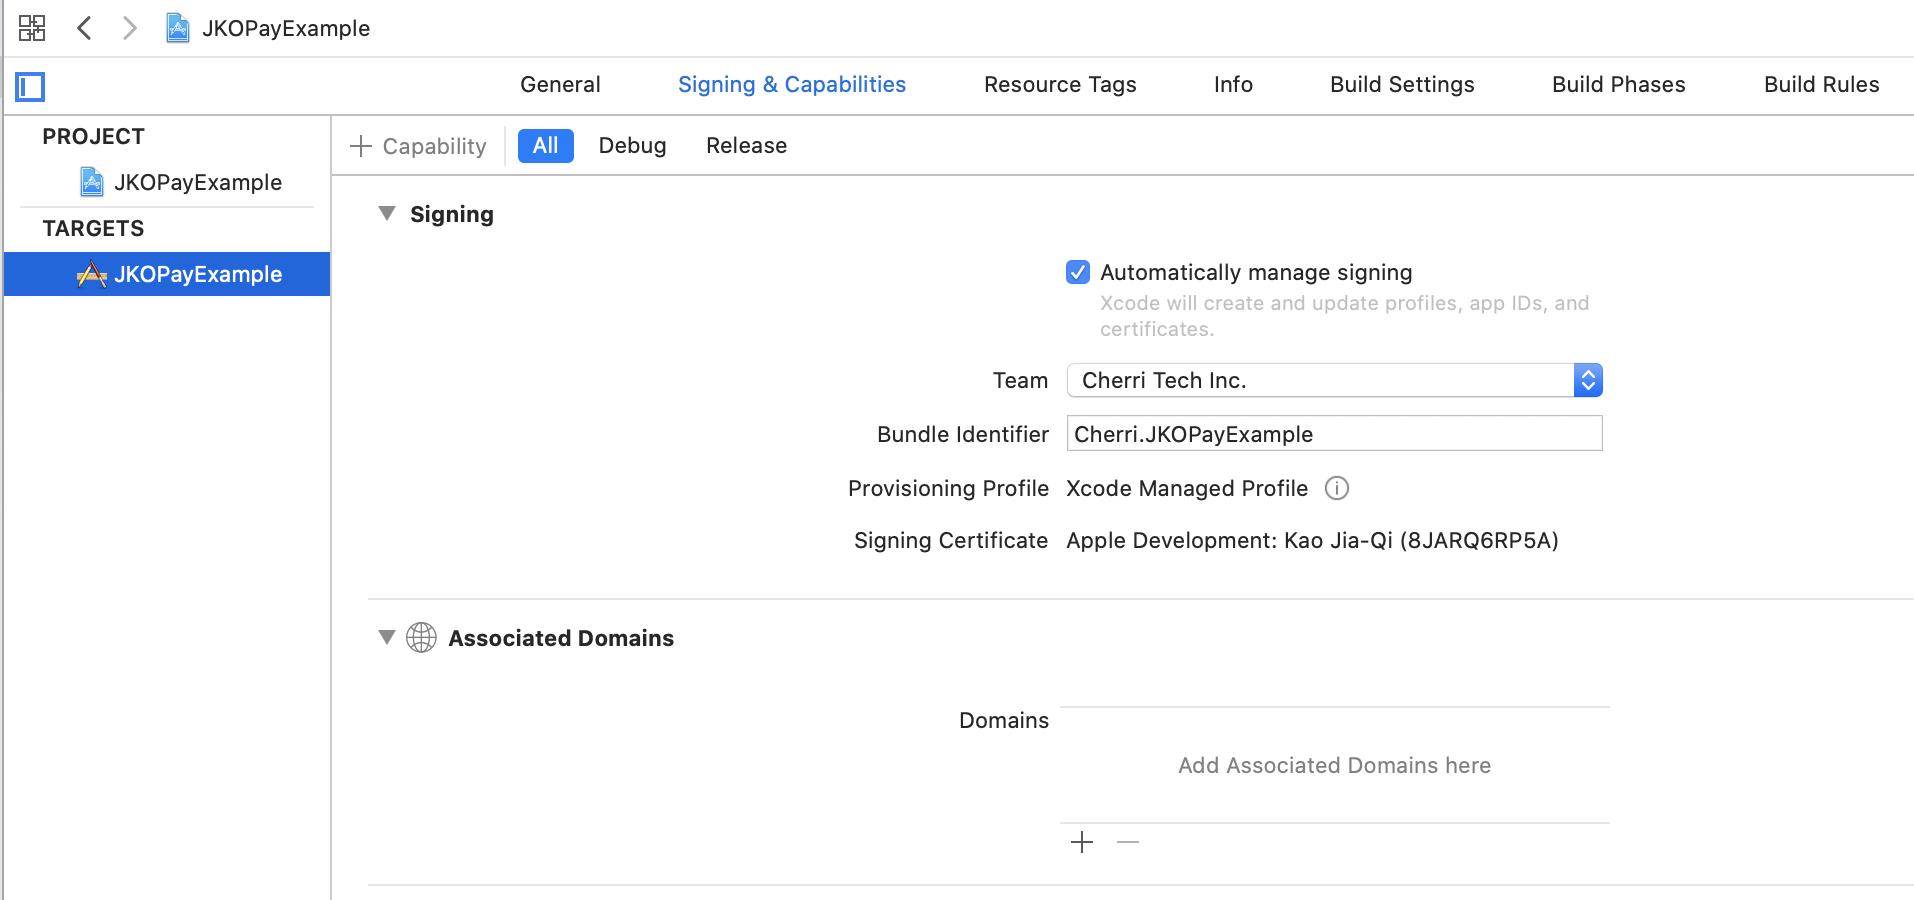 JKOPayExample
General Signing & Capabilities Resource Tags Info Build Settings Build Phases Build Rules
PROJECT
JKOPayExample
TARGETS
JKOPayExample
Capability All Debug Release
Signing
Automatically manage signing
Xcode will create and update profiles, app IDs, and
certificates.
Team Cherri Tech Inc.
Bundle Identifier Cherri.JKOPayExample
Provisioning Profile Xcode Managed Profile
Signing Certificate Apple Development: Kao Jia-Qi (8JARQ6RP5A)
Associated Domains
Domains
Add Associated Domains here